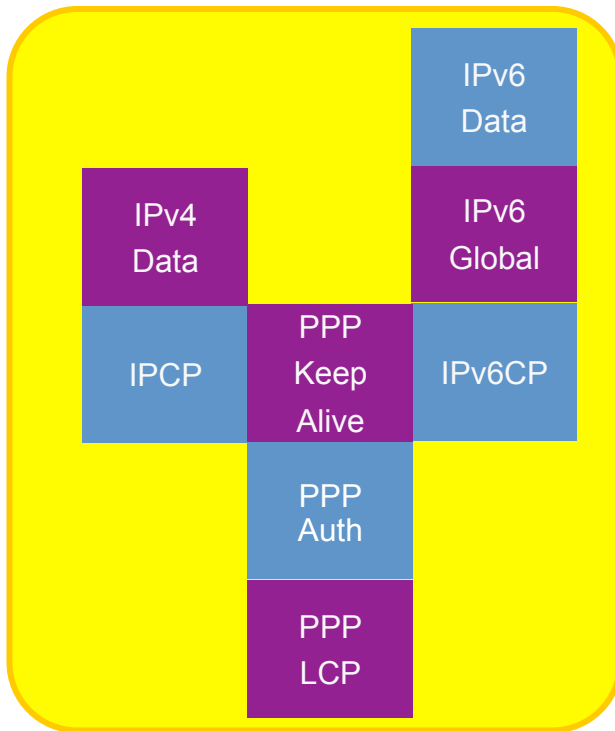 IPv6
Data
IPv4
Data
IPv6
Global
IPCP
PPP
Keep
Alive
IPv6CP
PPP
Auth
PPP
LCP